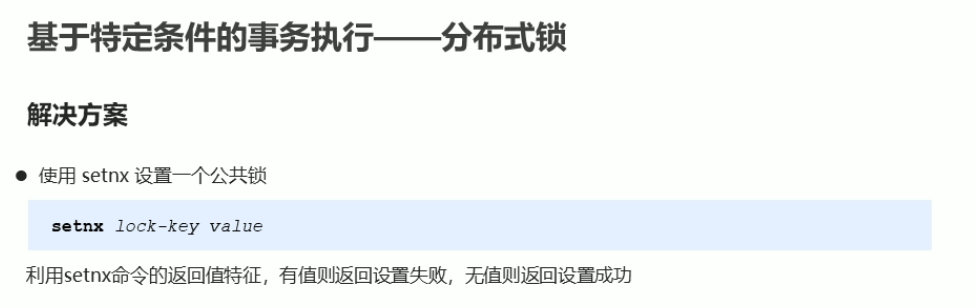 基于特定条件的事务执行——分布式锁
解决方案
● 使用 setnx 设置一个公共锁
setnx lock-key value
利用setnx命令的返回值特征，有值则返回设置失败，无值则返回设置成功